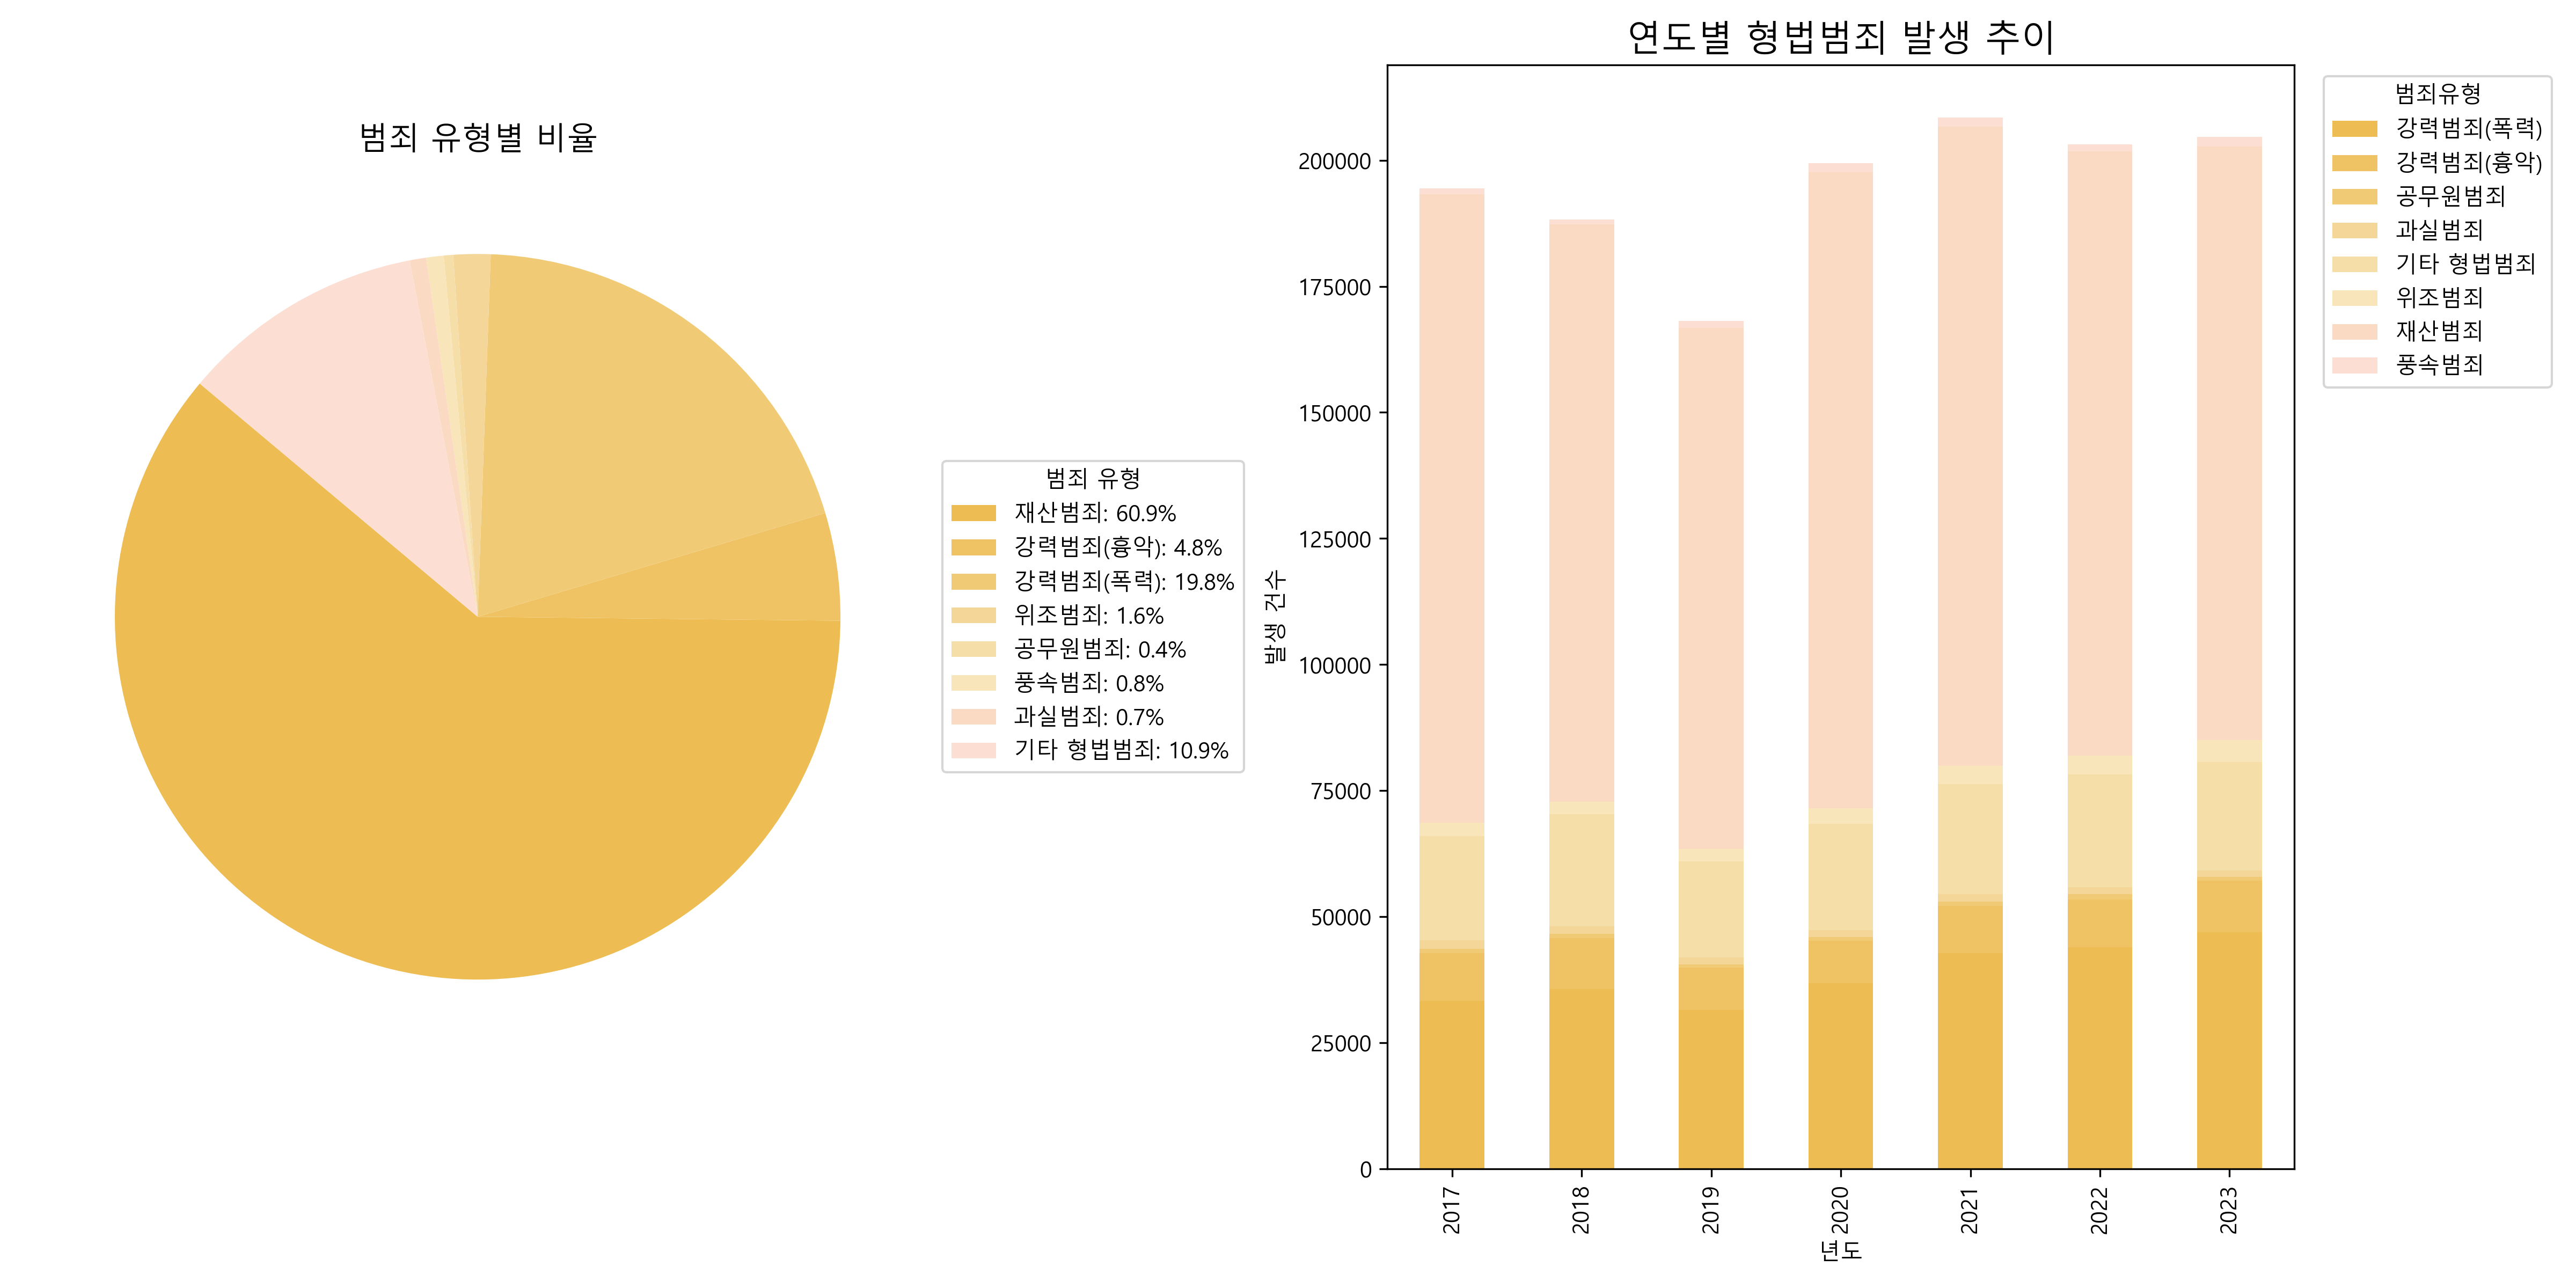 범죄 유형별 비율
범죄 유형
재산범죄: 60.9%
강력범죄(흉악): 4.8%
강력범죄(폭력): 19.8%
위조범죄: 1.6%
공무원범죄: 0.4%
풍속범죄: 0.8%
과실범죄: 0.7%
기타 형법범죄: 10.9%
연도별 형법범죄 발생 추이
발생 건수
200000
175000
150000
125000
100000
75000
50000
25000
0
2017
2018
2019
2020
2021
2022
2023
년도
범죄유형
강력범죄(폭력)
강력범죄(흉악)
공무원범죄
과실범죄
기타 형법범죄
위조범죄
재산범죄
풍속범죄